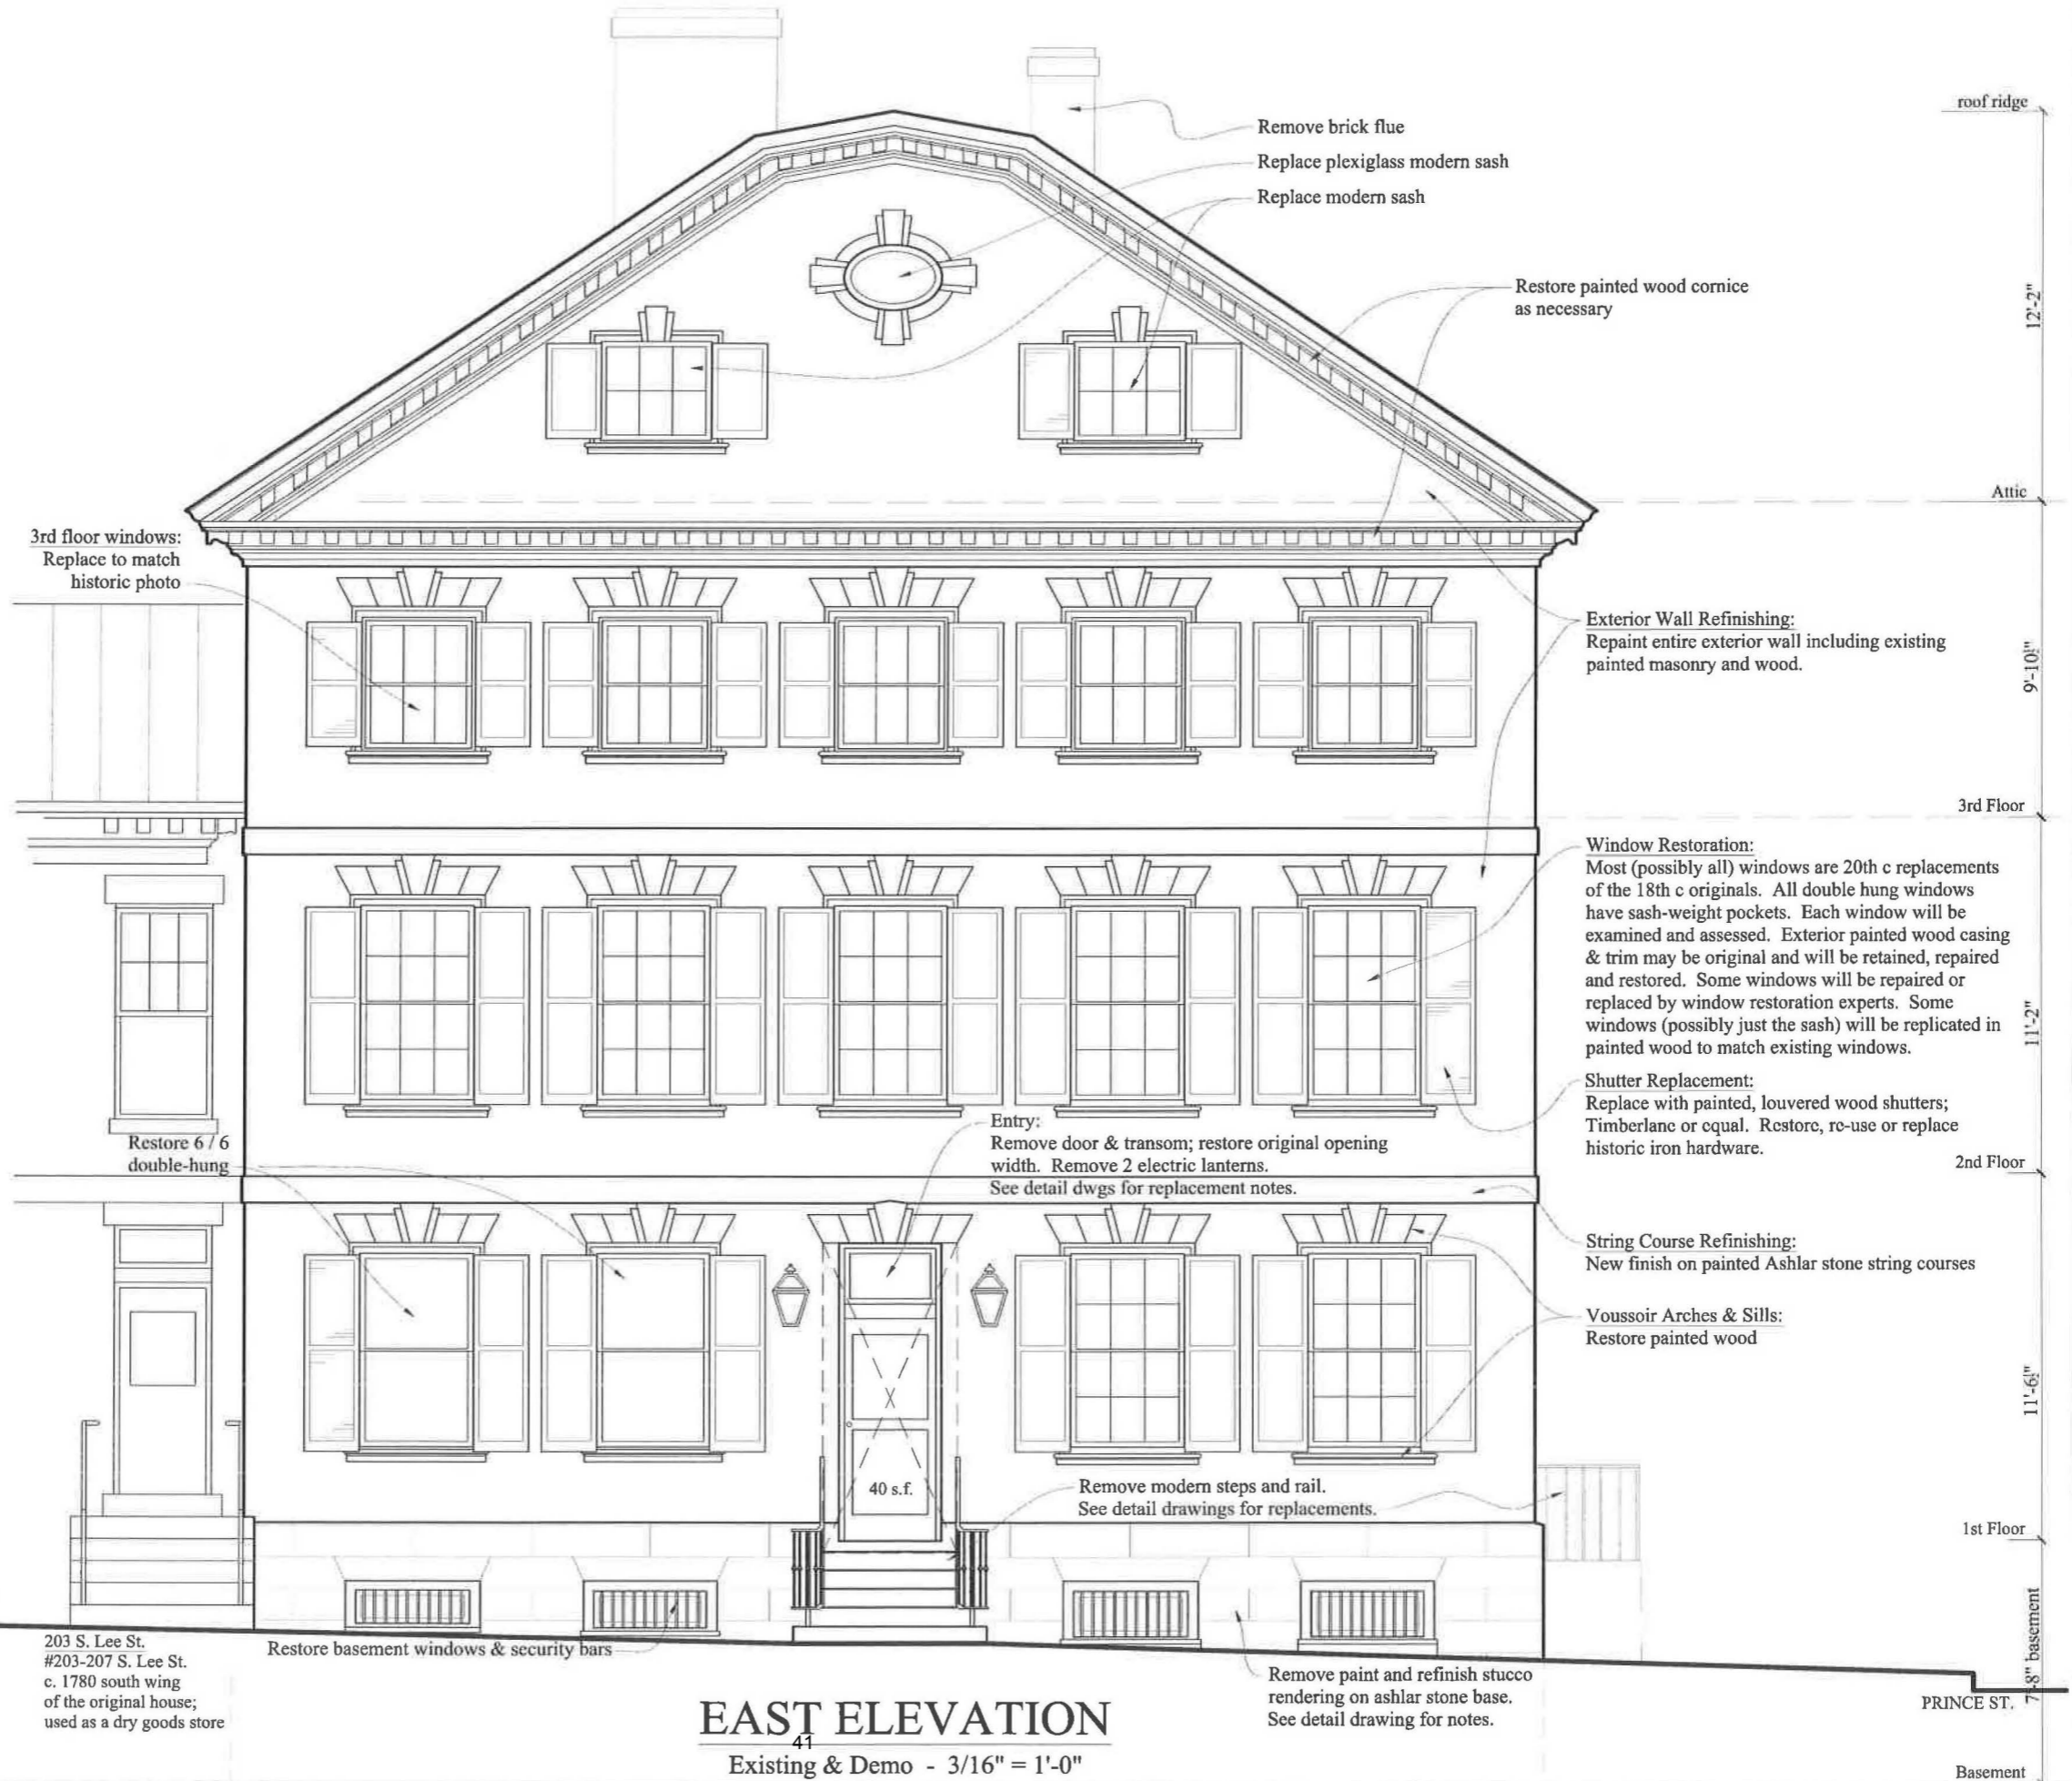 roof ridge
Remove brick flue
Replace plexiglass modern sash
Replace modern sash
Restore painted wood cornice
as necessary
12'-2"
Attic
3rd floor windows:
Replace to match
historic photo
Exterior Wall Refinishing:
Repaint entire exterior wall including existing
painted masonry and wood.
9'-10"
3rd Floor
Window Restoration:
Most (possibly all) windows are 20th c replacements
of the 18th c originals. All double hung windows
have sash-weight pockets. Each window will be
examined and assessed. Exterior painted wood casing
& trim may be original and will be retained, repaired
and restored. Some windows will be repaired or
replaced by window restoration experts. Some
windows (possibly just the sash) will be replicated in
painted wood to match existing windows.
11'-2"
Shutter Replacement:
Replace with painted, louvered wood shutters;
Timberlane or equal. Restore, re-use or replace
historic iron hardware.
Restore 6 / 6
double-hung
Entry:
Remove door & transom; restore original opening
width. Remove 2 electric lanterns.
See detail dwgs for replacement notes.
2nd Floor
String Course Refinishing:
New finish on painted Ashlar stone string courses
Voussoir Arches & Sills:
Restore painted wood
11'-6"
X
40 s.f.
Remove modern steps and rail.
See detail drawings for replacements.
1st Floor
7'-8" basement
203 S. Lee St.
#203-207 S. Lee St.
c. 1780 south wing
of the original house;
used as a dry goods store
Restore basement windows & security bars
Remove paint and refinish stucco
rendering on ashlar stone base.
See detail drawing for notes.
PRINCE ST.
EAST ELEVATION
41
Existing & Demo - 3/16" = 1'-0"
Basement